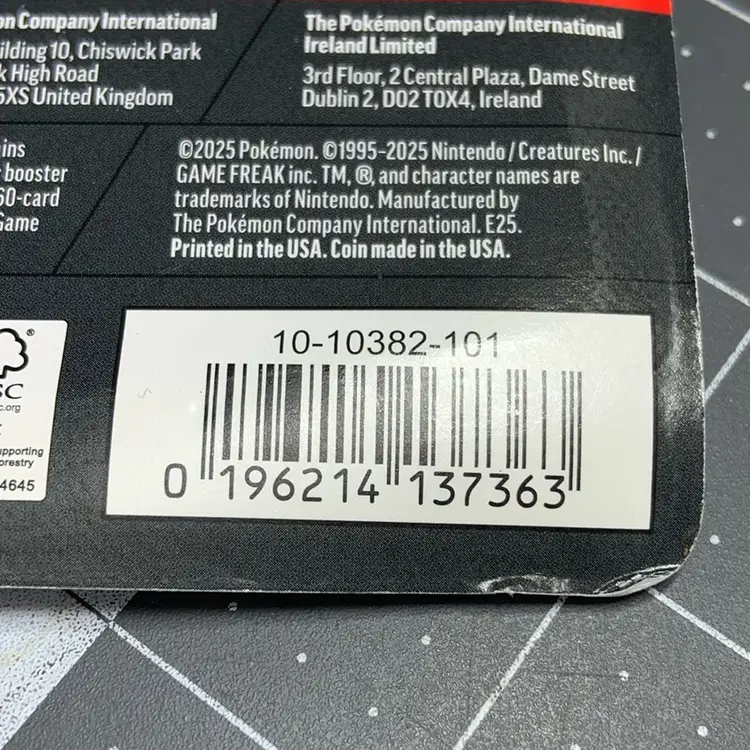 on Company International
ilding 10, Chiswick Park
k High Road
5XS United Kingdom
The Pokémon Company International
Ireland Limited
3rd Floor, 2 Central Plaza, Dame Street
Dublin 2, D02 T0X4, Ireland
ins
booster
60-card
Game
©2025 Pokémon. ©1995–2025 Nintendo / Creatures Inc. /
GAME FREAK inc. TM, ®, and character names are
trademarks of Nintendo. Manufactured by
The Pokémon Company International. E25.
Printed in the USA. Coin made in the USA.
®
SC
c.org
upporting
orestry
4645
10-10382-101
0 196214 137363